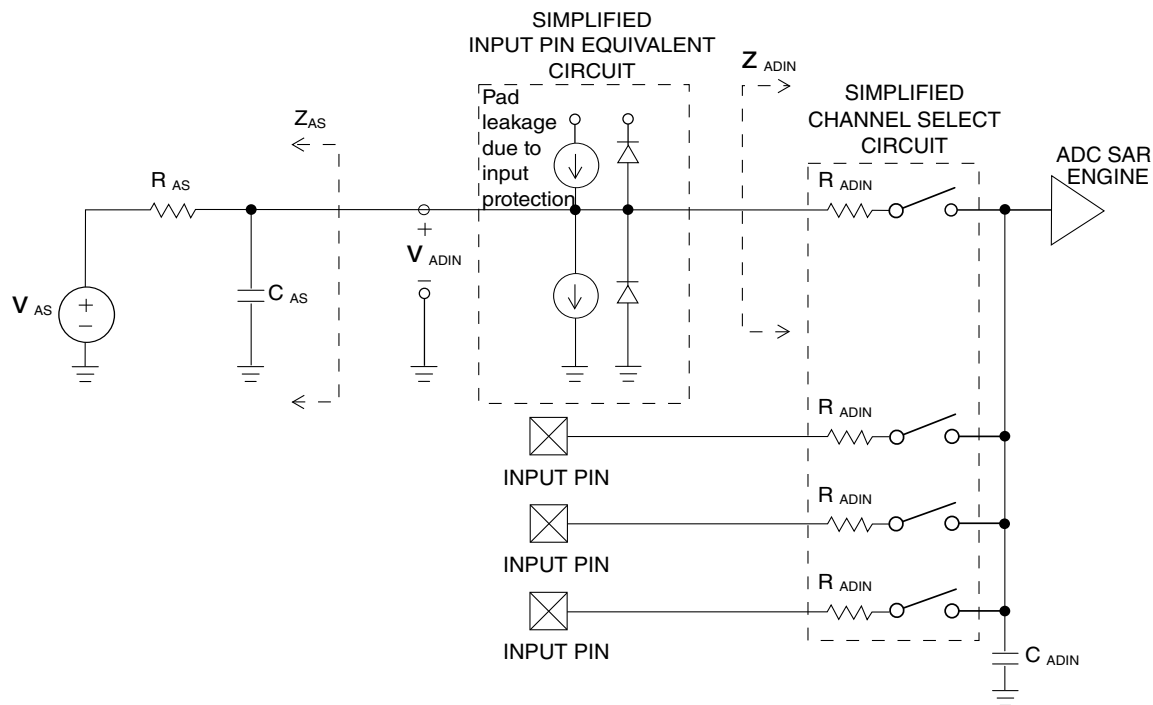 SIMPLIFIED
INPUT PIN EQUIVALENT
CIRCUIT
Pad
leakage
due to
input
protection
Z ADIN
SIMPLIFIED
CHANNEL SELECT
CIRCUIT
ADC SAR
ENGINE
Z AS
R AS
R ADIN
+
V ADIN
–
C AS
V AS
+
–
R ADIN
INPUT PIN
R ADIN
INPUT PIN
R ADIN
INPUT PIN
C ADIN